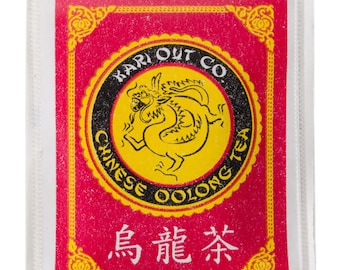 KARI OUT CO.
CHINESE OOLONG TEA
烏龍茶